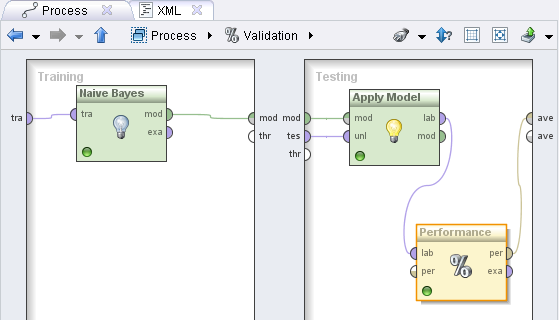 Process XML
Process Validation
Training
Naive Bayes
tra tra mod mod
exa thr
Testing
Apply Model
mod mod lab ave
tes unl mod ave
thr
Performance
lab per
per exa